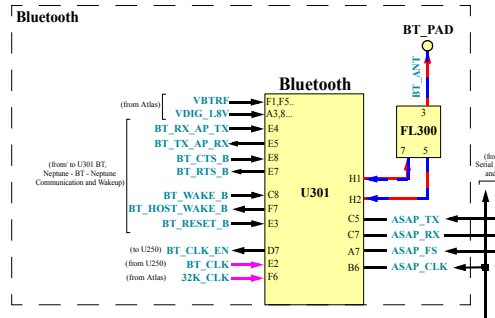 Bluetooth
BT_PAD
BT_ANT
Bluetooth
3
FL300
7 5
(from Atlas)
VBTRF F1,F5..
VDIG_1.8V A3,8...
BT_RX_AP_TX E4
BT_TX_AP_RX E5
BT_CTS_B E8
BT_RTS_B E7
(from/ to U301 BT,
Neptune - BT - Neptune
Communication and Wakeup)
BT_WAKE_B C8
BT_HOST_WAKE_B F7
BT_RESET_B E3
U301
H1
H2
(to U250) BT_CLK_EN D7
(from U250) BT_CLK E2
(from Atlas) 32K_CLK F6
C5 ASAP_TX
C7 ASAP_RX
A7 ASAP_FS
B6 ASAP_CLK
(fro
Serial
and